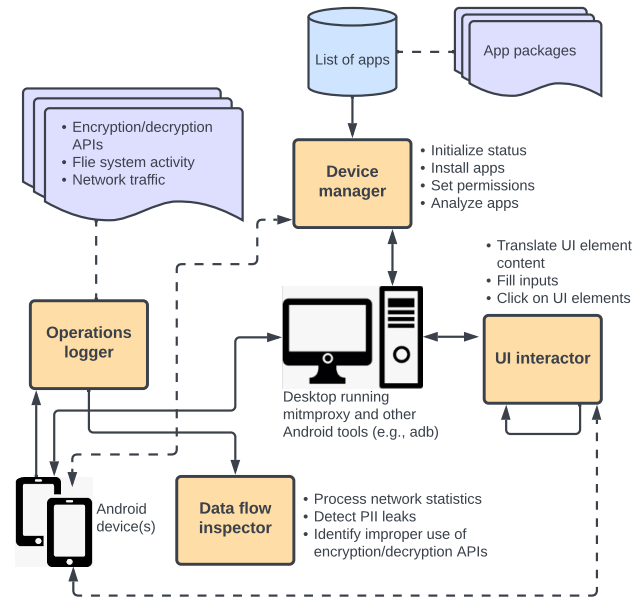 List of apps
App packages
• Encryption/decryption
APIs
• Flie system activity
• Network traffic
Device
manager
• Initialize status
• Install apps
• Set permissions
• Analyze apps
• Translate UI element
content
• Fill inputs
• Click on UI elements
Operations
logger
UI interactor
Desktop running
mitmproxy and other
Android tools (e.g., adb)
Android
device(s)
Data flow
inspector
• Process network statistics
• Detect PII leaks
• Identify improper use of
encryption/decryption APIs